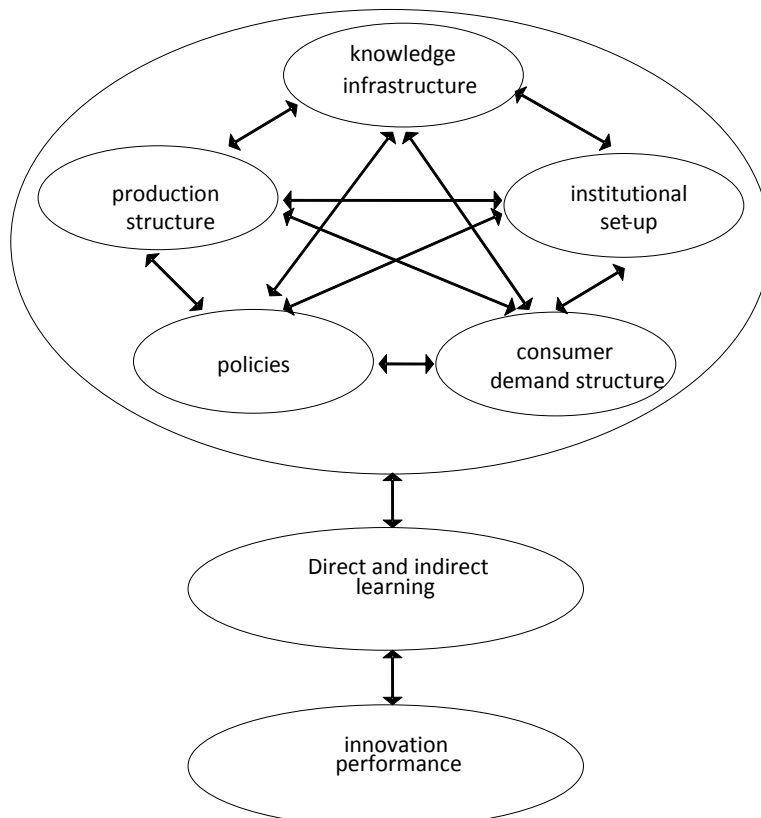 knowledge
infrastructure
production
structure
institutional
set-up
policies
consumer
demand structure
Direct and indirect
learning
innovation
performance